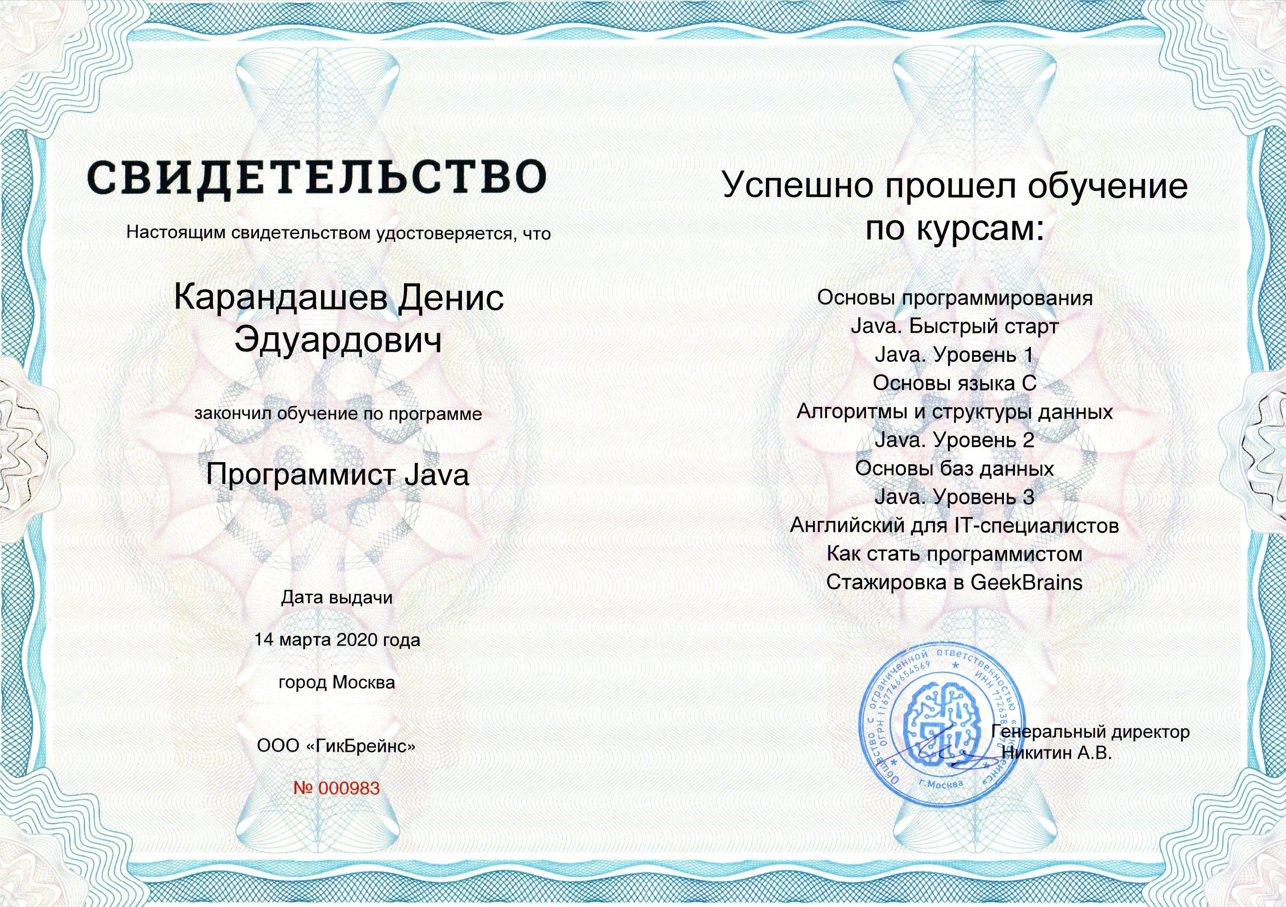 СВИДЕТЕЛЬСТВО
Настоящим свидетельством удостоверяется, что
Карандашев Денис
Эдуардович
закончил обучение по программе
Программист Java
Дата выдачи
14 марта 2020 года
город Москва
ООО «ГикБрейнс»
№ 000983
Успешно прошел обучение
по курсам:
Основы программирования
Java. Быстрый старт
Java. Уровень 1
Основы языка C
Алгоритмы и структуры данных
Java. Уровень 2
Основы баз данных
Java. Уровень 3
Английский для IT-специалистов
Как стать программистом
Стажировка в GeekBrains
Общество с ограниченной ответственностью
ОГРН 1167746654569
ИНН
г.Москва
Генеральный директор
Никитин А.В.